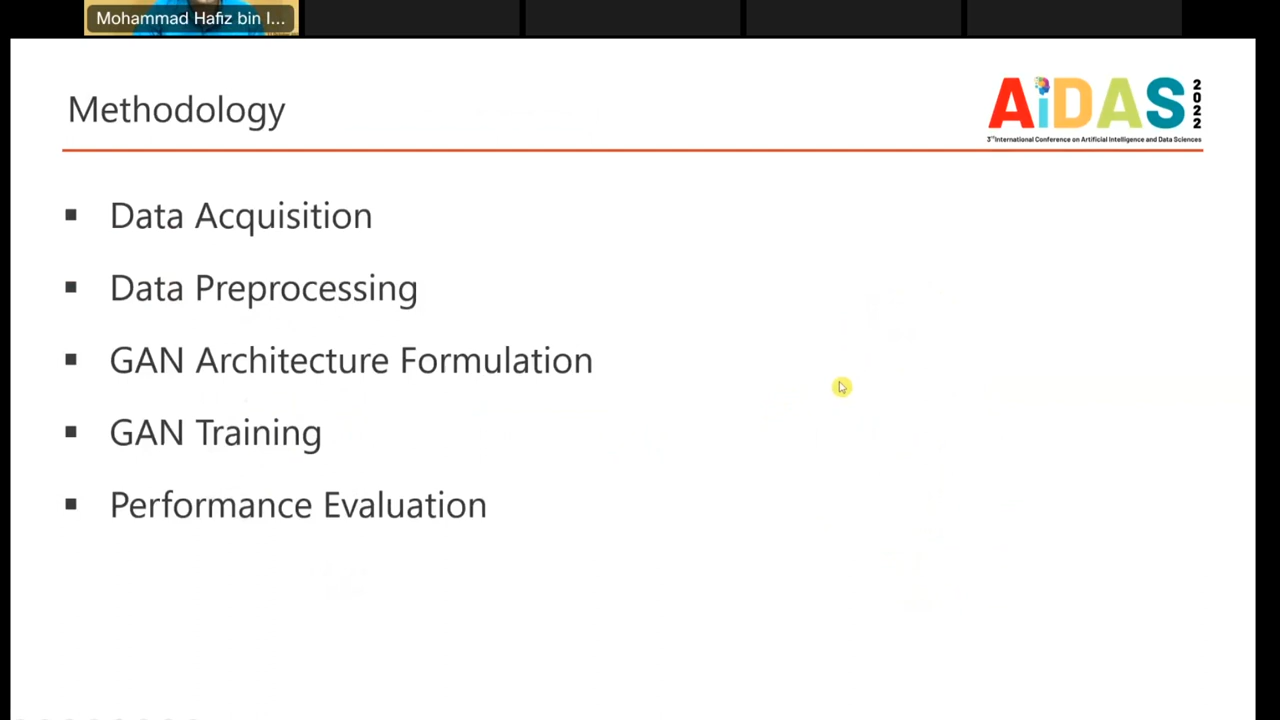 Mohammad Hafiz bin I...
Methodology
AiDAS 2022
3rd International Conference on Artificial Intelligence and Data Sciences
▪ Data Acquisition
▪ Data Preprocessing
▪ GAN Architecture Formulation
▪ GAN Training
▪ Performance Evaluation